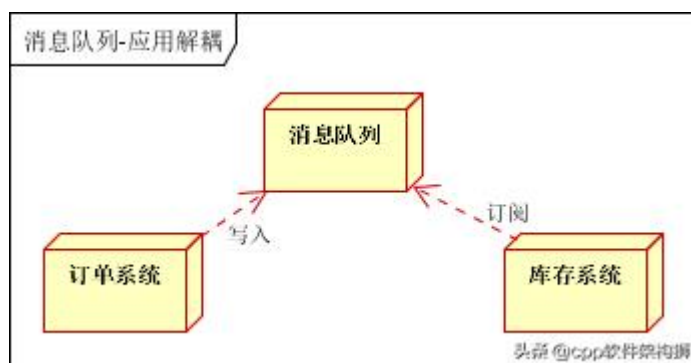 消息队列-应用解耦
消息队列
写入
订阅
订单系统
库存系统
头条 @cpp软件架构狮